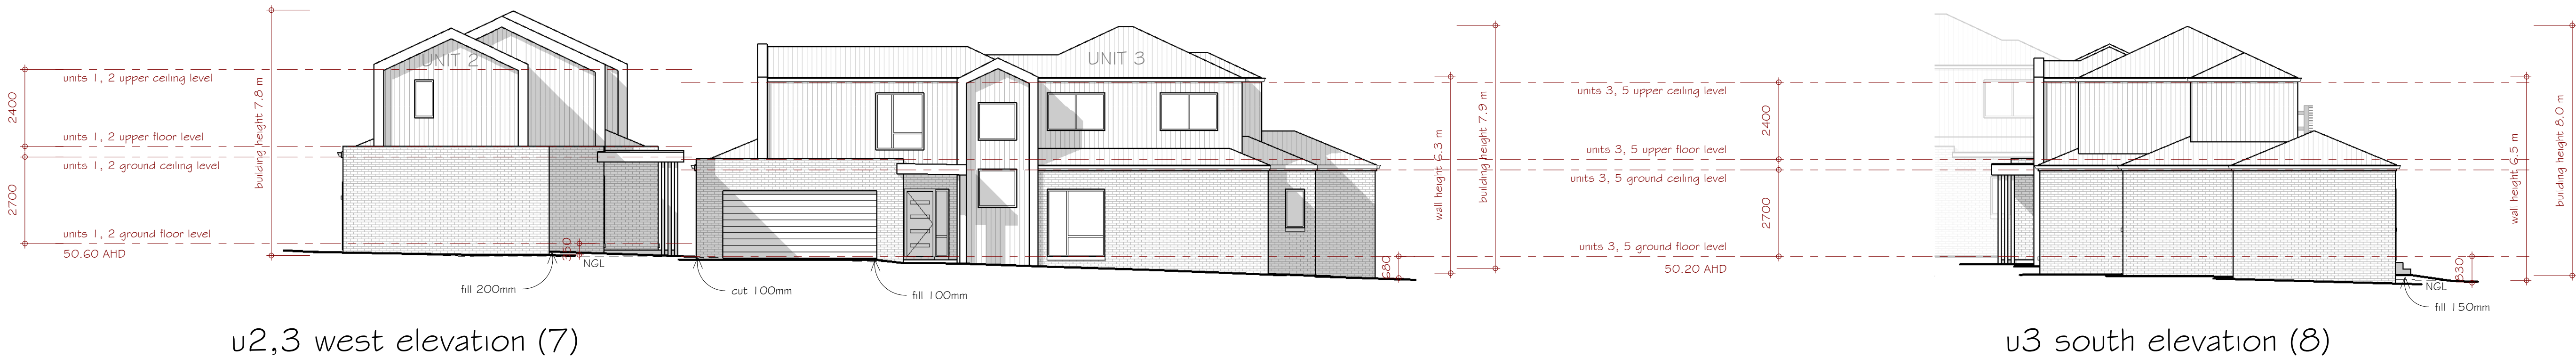 UNIT 2
UNIT 3
units 1, 2 upper ceiling level
2400
units 1, 2 upper floor level
units 1, 2 ground ceiling level
2700
units 1, 2 ground floor level
50.60 AHD
building height 7.8 m
NGL
fill 200mm
cut 100mm
fill 100mm
680
wall height 6.3 m
building height 7.9 m
units 3, 5 upper ceiling level
2400
units 3, 5 upper floor level
units 3, 5 ground ceiling level
2700
units 3, 5 ground floor level
50.20 AHD
wall height 6.5 m
building height 8.0 m
NGL
fill 150mm
u2,3 west elevation (7)
u3 south elevation (8)